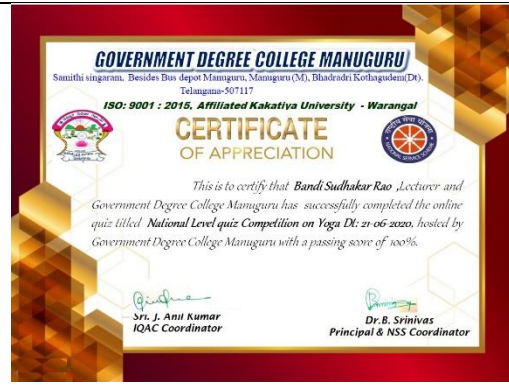 GOVERNMENT DEGREE COLLEGE MANUGURU
Samithi singaram, Besides Bus depot Manuguru, Manuguru (M), Bhadradri Kothagudem(Dt).
Telangana-507117
ISO: 9001 : 2015, Affiliated Kakatiya University - Warangal
CERTIFICATE
OF APPRECIATION
This is to certify that Bandi Sudhakar Rao ,Lecturer and
Government Degree College Manuguru has successfully completed the online
quiz titled National Level quiz Competition on Yoga Dt: 21-06-2020, hosted by
Government Degree College Manuguru with a passing score of 100%.
Sri. J. Anil Kumar
IQAC Coordinator
Dr.B. Srinivas
Principal & NSS Coordinator